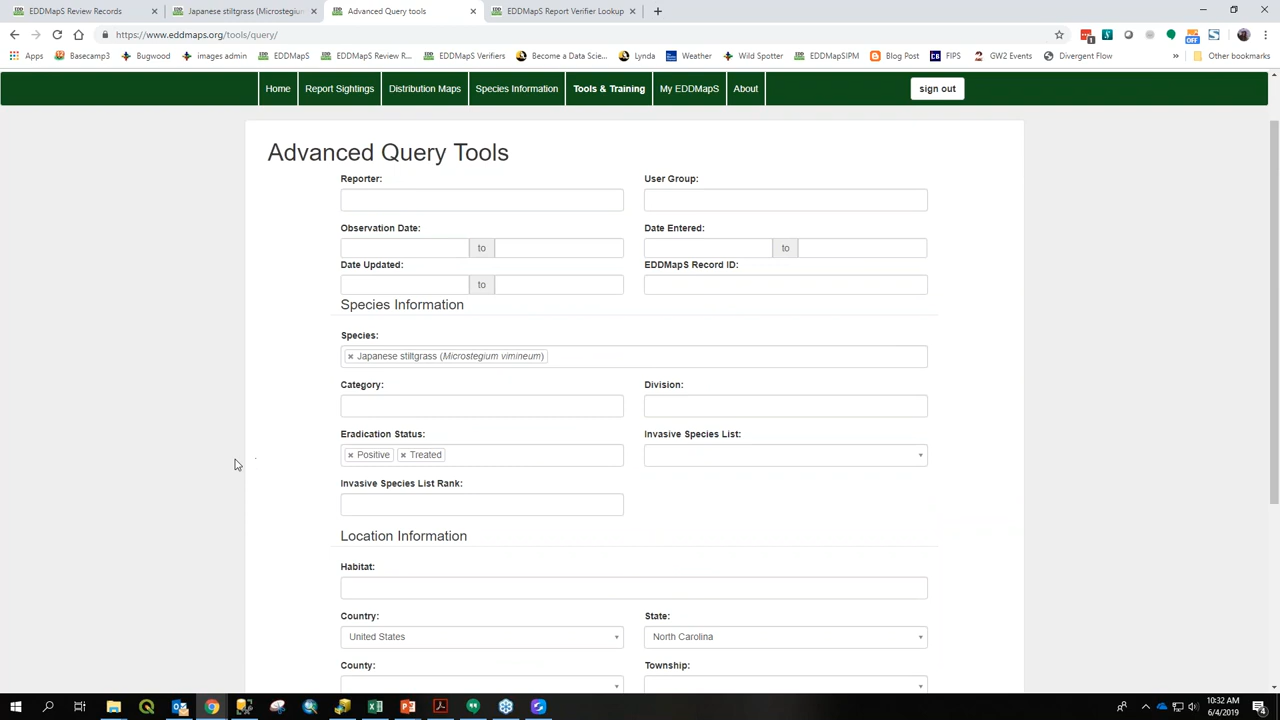 EDDMapS Review Records
Japanese stiltgrass (Microstegium
Advanced Query tools
EDDMapS Report Verifier Lookup
https://www.eddmaps.org/tools/query/
Apps
Basecamp3
Bugwood
images admin
EDDMapS
EDDMapS Review R...
EDDMapS Verifi
Become a Data Scie...
Lynda
Weather
Wild Spotter
EDDMapSIPM
Blog Post
FIPS
GW2 Events
Divergent Flow
»
Other bookmarks
Home
Report Sightings
Distribution Maps
Species Information
Tools & Training
My EDDMapS
About
sign out
Advanced Query Tools
Reporter:
User Group:
Observation Date:
Date Entered:
to
to
Date Updated:
EDDMapS Record ID:
to
Species Information
Species:
× Japanese stiltgrass (Microstegium vimineum)
Category:
Division:
Eradication Status:
Invasive Species List:
× Positive
× Treated
Invasive Species List Rank:
Location Information
Habitat:
Country:
State:
United States
North Carolina
County:
Township:
10:32 AM
6/4/2019